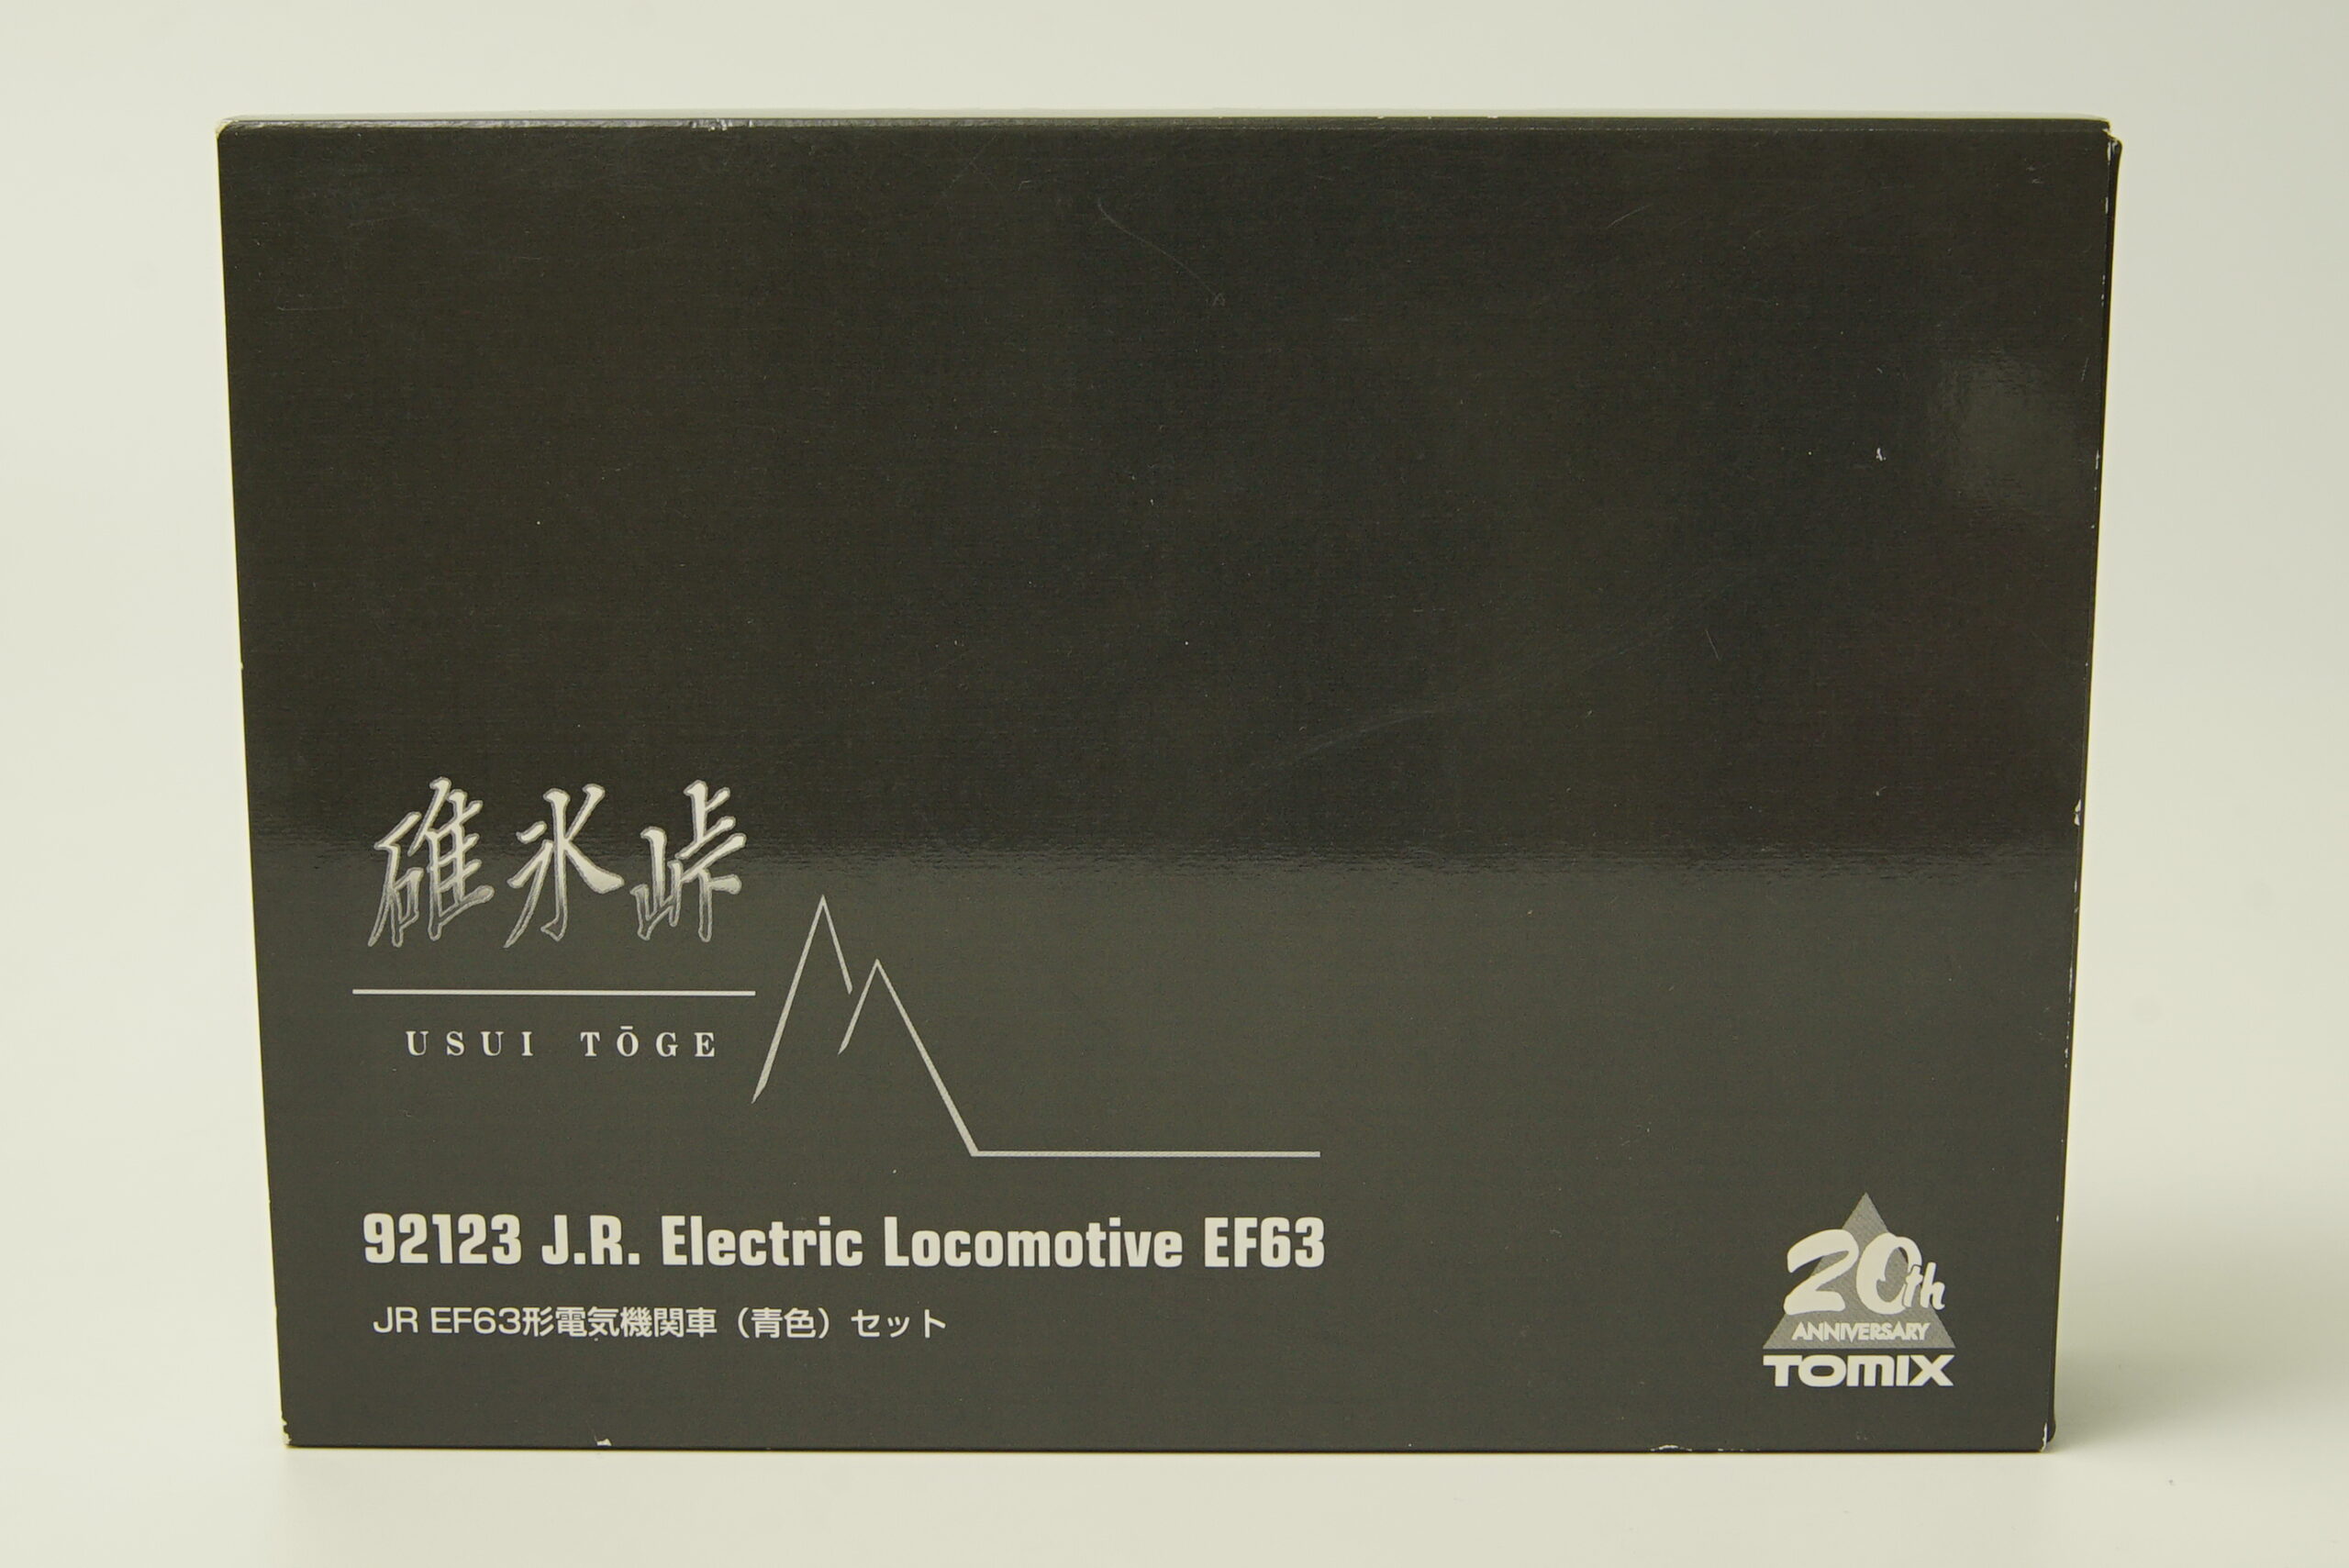 碓氷峠
USUI TŌGE
92123 J.R. Electric Locomotive EF63
JR EF63形電気機関車（青色）セット
20th
ANNIVERSARY
TOMIX